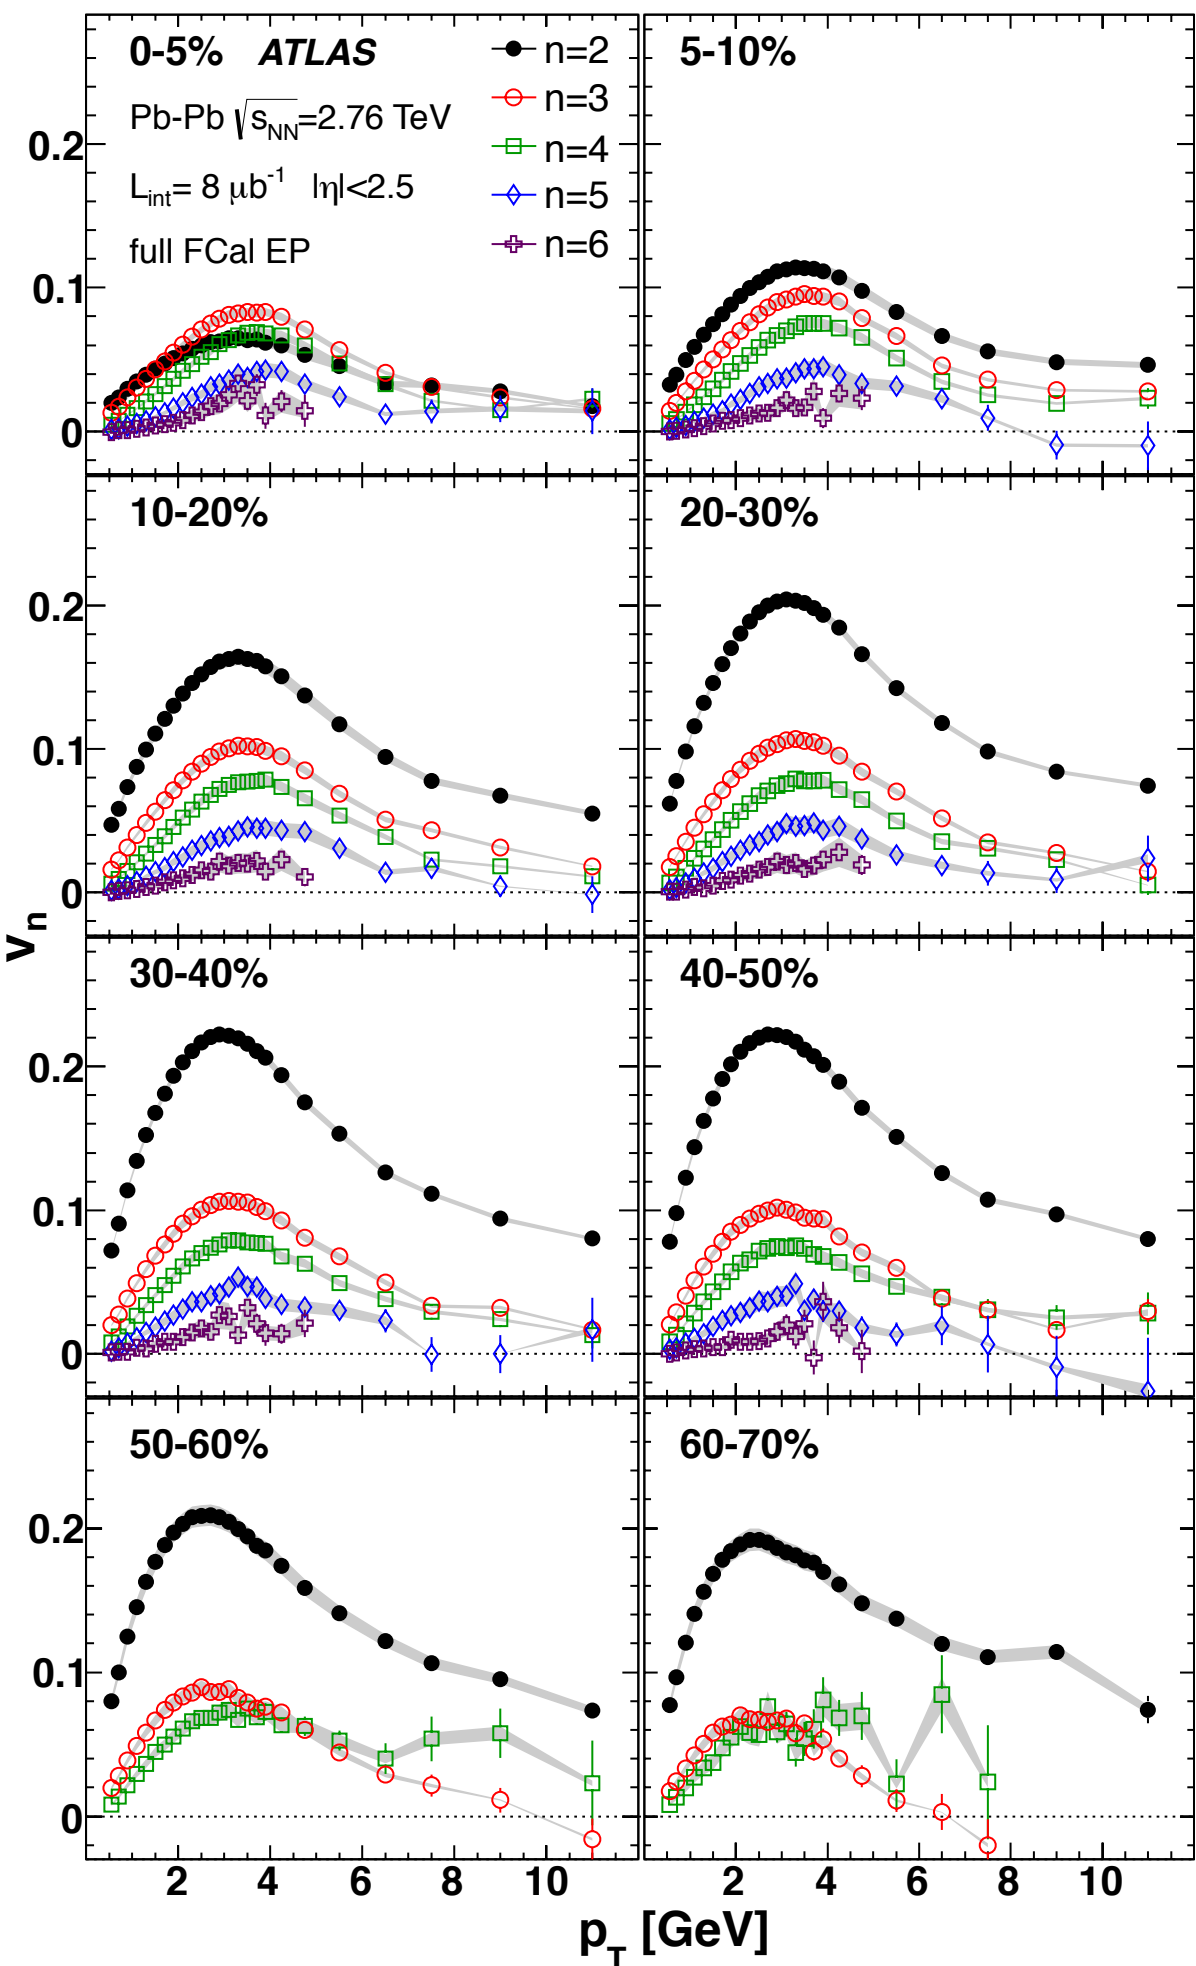 0-5% ATLAS
Pb-Pb √sNN=2.76 TeV
Lint= 8 μb-1 |η|<2.5
full FCal EP
n=2
n=3
n=4
n=5
n=6
5-10%
0.2
0.1
0
10-20%
20-30%
0.2
0.1
0
vn
30-40%
40-50%
0.2
0.1
0
50-60%
60-70%
0.2
0.1
0
2 4 6 8 10 2 4 6 8 10
pT [GeV]